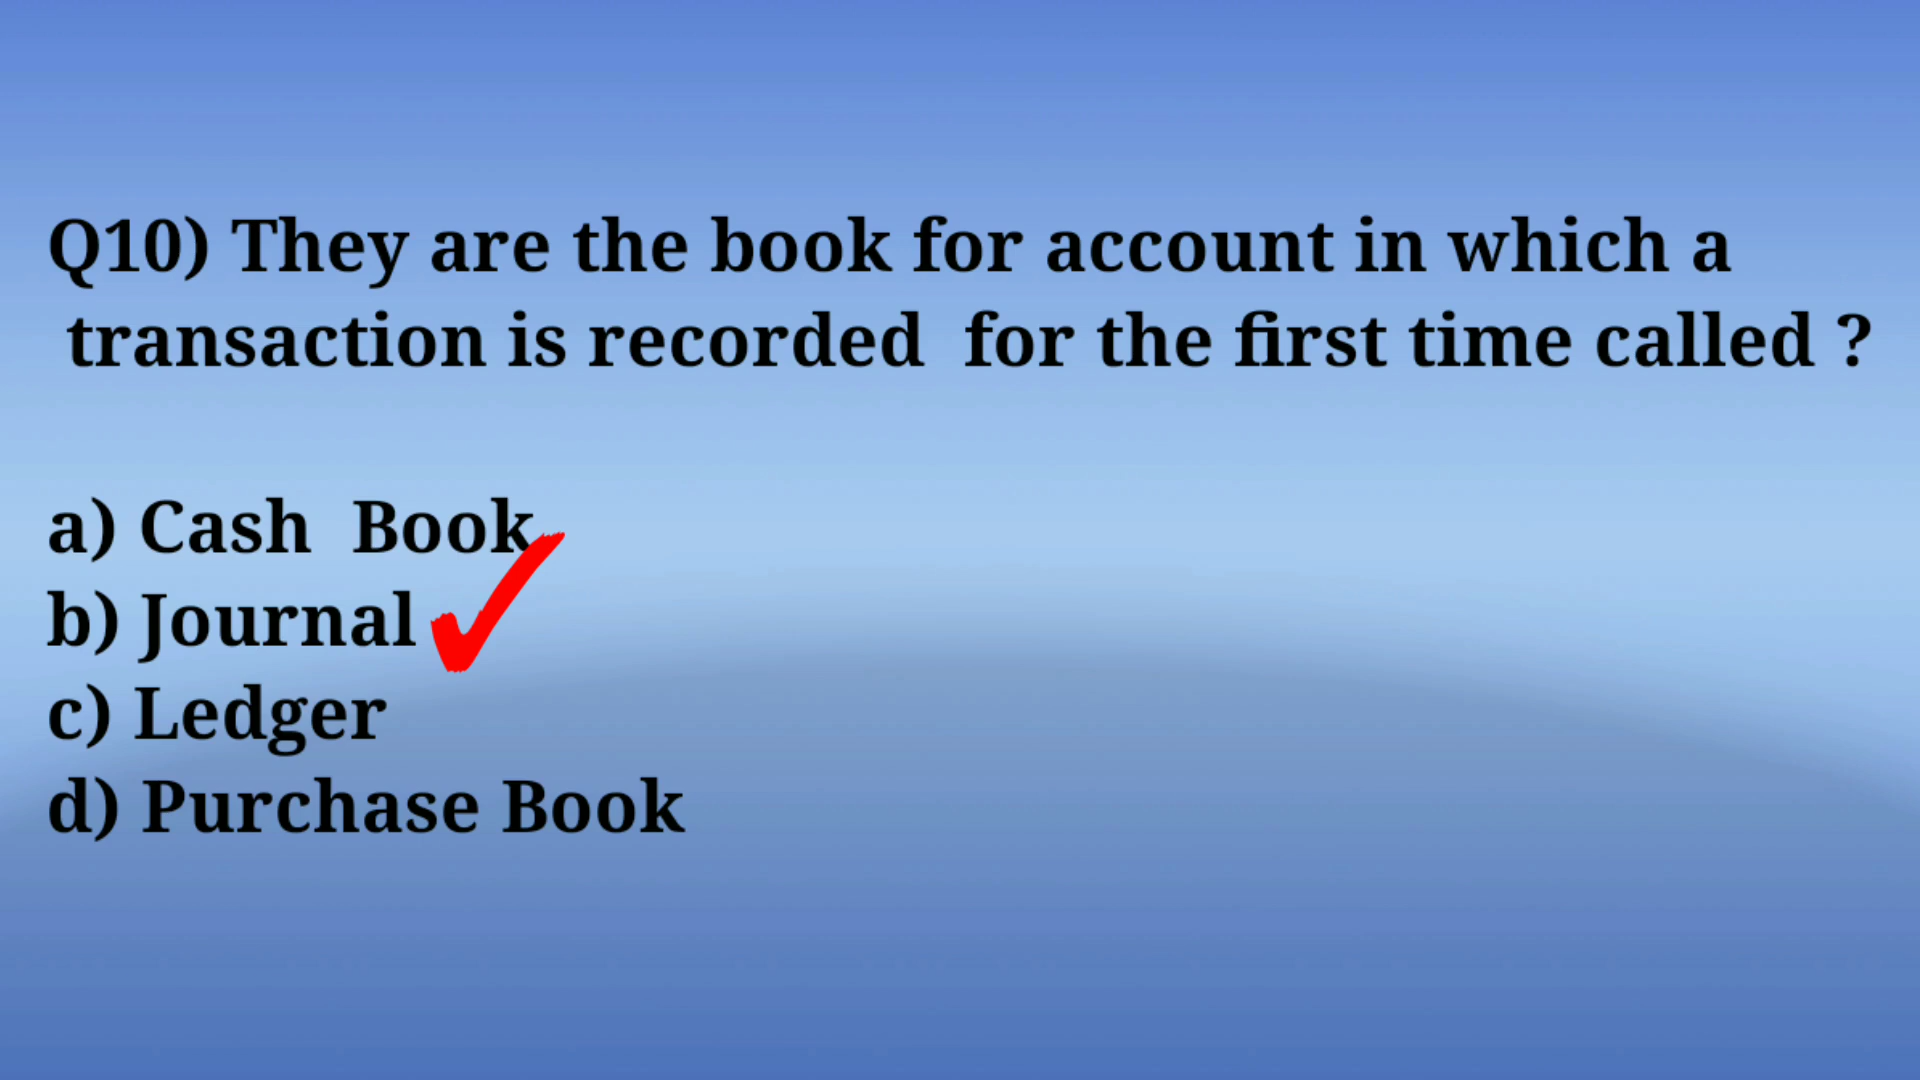 Q10) They are the book for account in which a
transaction is recorded for the first time called ?
a) Cash Book
b) Journal
c) Ledger
d) Purchase Book